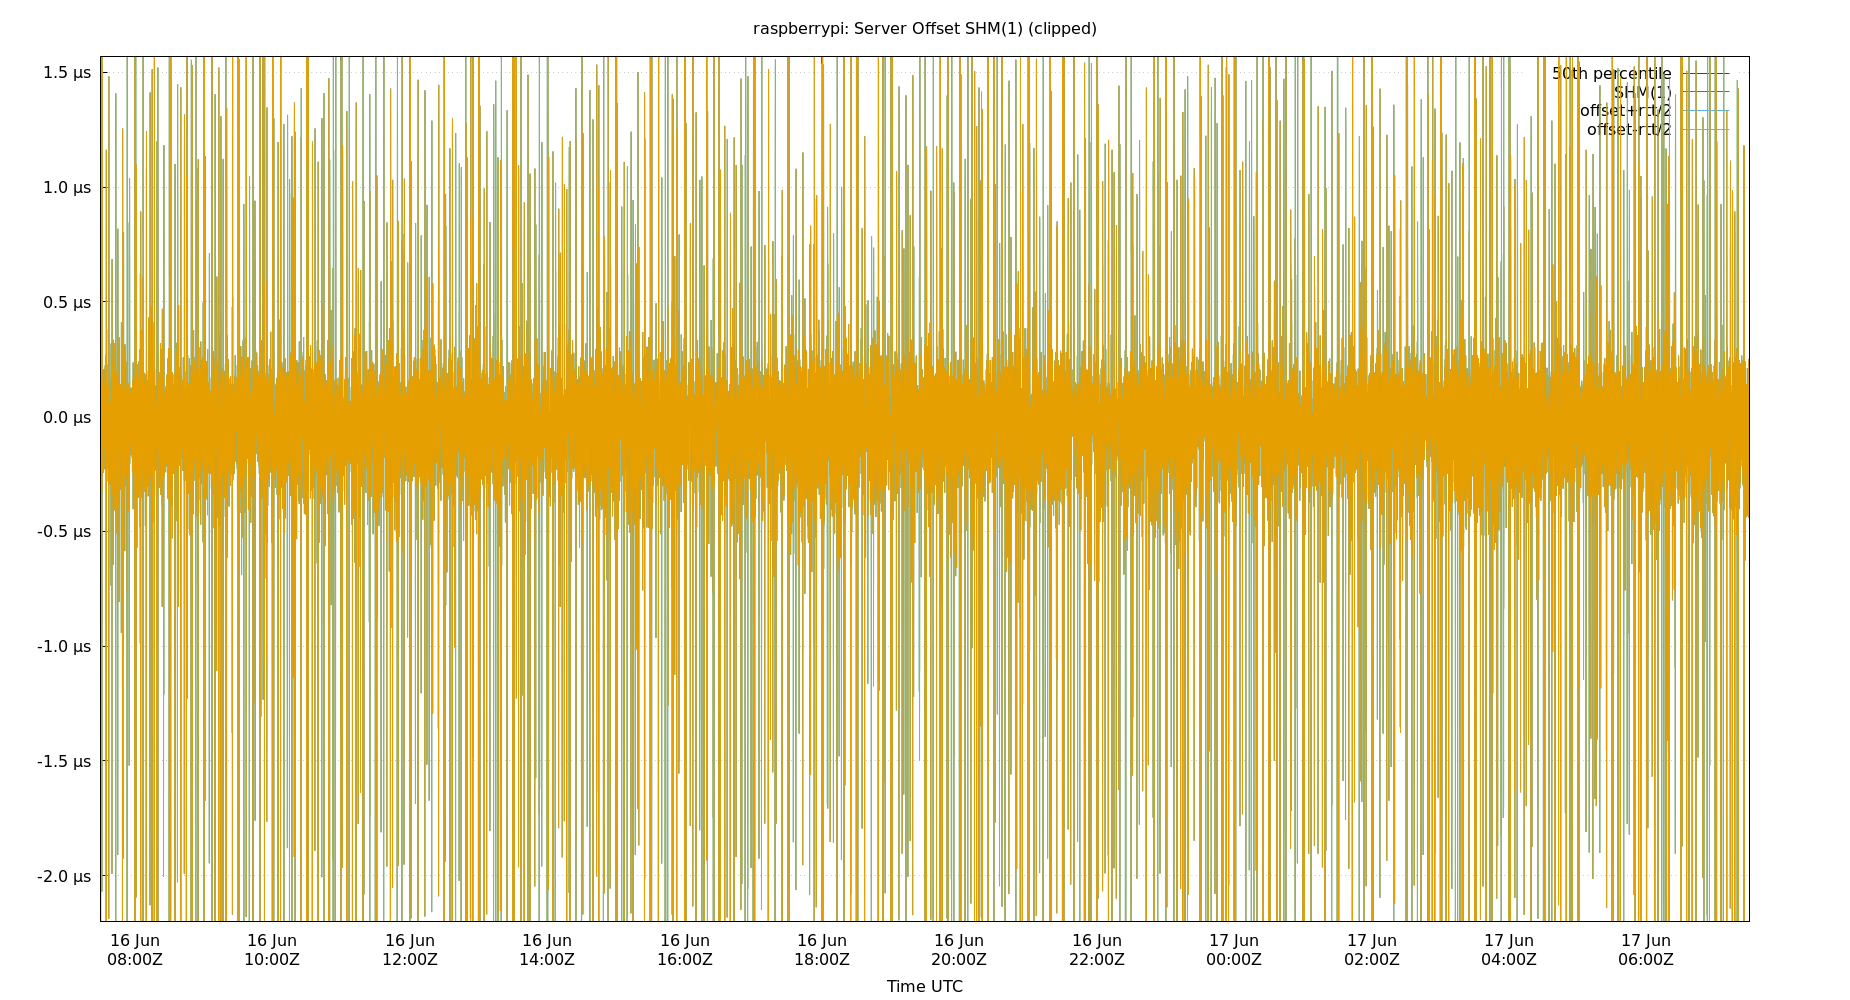 raspberrypi: Server Offset SHM(1) (clipped)
1.5 µs
1.0 µs
0.5 µs
0.0 µs
-0.5 µs
-1.0 µs
-1.5 µs
-2.0 µs
50th percentile
SHM(1)
offset+rtt/2
offset-rtt/2
16 Jun 16 Jun 16 Jun 16 Jun 16 Jun 16 Jun 16 Jun 16 Jun 17 Jun 17 Jun 17 Jun 17 Jun
08:00Z 10:00Z 12:00Z 14:00Z 16:00Z 18:00Z 20:00Z 22:00Z 00:00Z 02:00Z 04:00Z 06:00Z
Time UTC